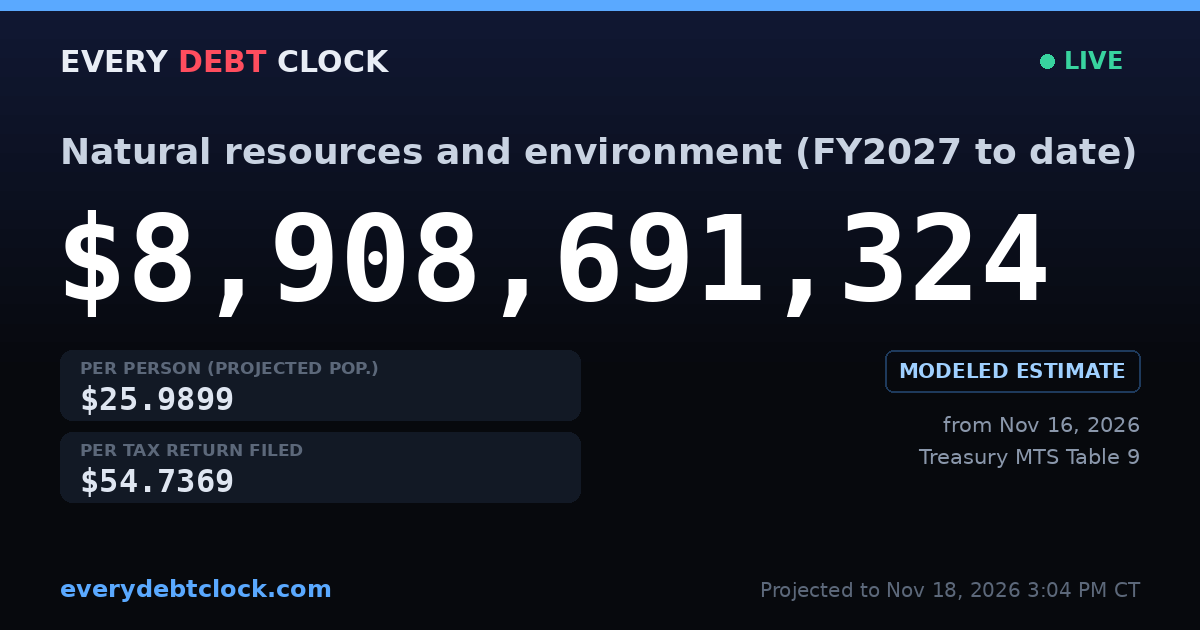 EVERY DEBT CLOCK
LIVE
Natural resources and environment (FY2027 to date)
$8,908,691,324
PER PERSON (PROJECTED POP.)
$25.9899
PER TAX RETURN FILED
$54.7369
MODELED ESTIMATE
from Nov 16, 2026
Treasury MTS Table 9
everydebtclock.com
Projected to Nov 18, 2026 3:04 PM CT